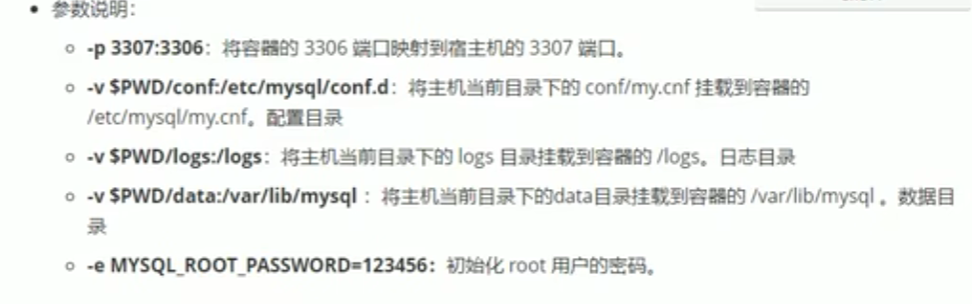 参数说明：
-p 3307:3306：将容器的 3306 端口映射到宿主机的 3307 端口。
-v $PWD/conf:/etc/mysql/conf.d：将主机当前目录下的 conf/my.cnf 挂载到容器的
/etc/mysql/my.cnf。配置目录
-v $PWD/logs:/logs：将主机当前目录下的 logs 目录挂载到容器的 /logs。日志目录
-v $PWD/data:/var/lib/mysql ：将主机当前目录下的data目录挂载到容器的 /var/lib/mysql 。数据目
录
-e MYSQL_ROOT_PASSWORD=123456：初始化 root 用户的密码。